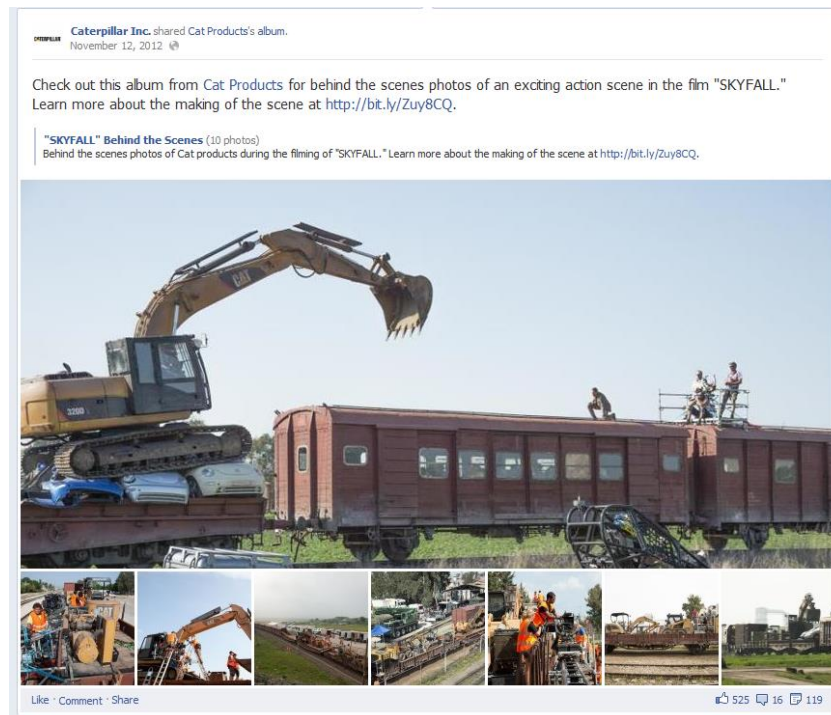 CATERPILLAR
Caterpillar Inc. shared Cat Products's album.
November 12, 2012
Check out this album from Cat Products for behind the scenes photos of an exciting action scene in the film "SKYFALL."
Learn more about the making of the scene at http://bit.ly/Zuy8CQ.
"SKYFALL" Behind the Scenes (10 photos)
Behind the scenes photos of Cat products during the filming of "SKYFALL." Learn more about the making of the scene at http://bit.ly/Zuy8CQ.
CAT
320D L
Like · Comment · Share
525 16 119